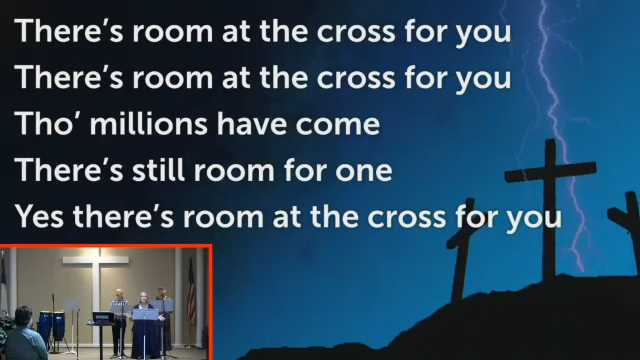 There’s room at the cross for you
There’s room at the cross for you
Tho’ millions have come
There’s still room for one
Yes there’s room at the cross for you